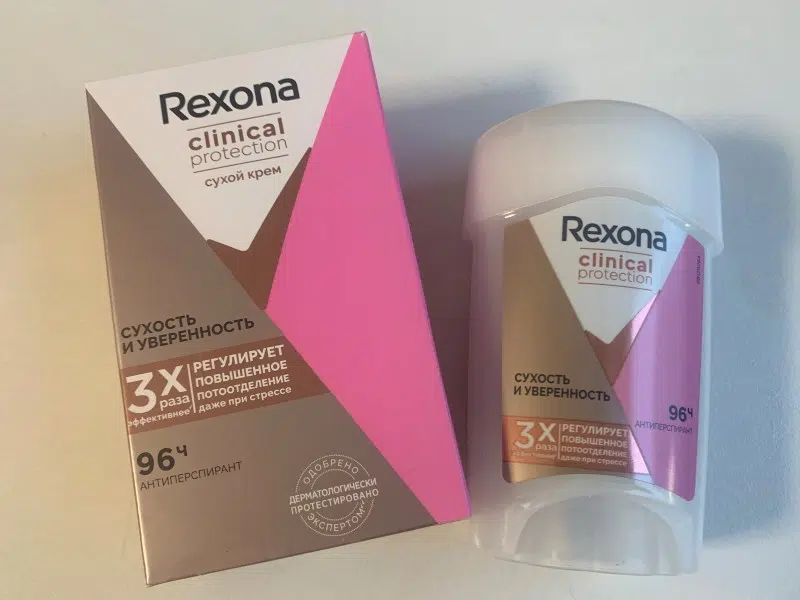 Rexona
clinical
protection
сухой крем
СУХОСТЬ
И УВЕРЕННОСТЬ
3X
раза
эффективнее
РЕГУЛИРУЕТ
ПОВЫШЕННОЕ
ПОТООТДЕЛЕНИЕ
даже при стрессе
96ч
АНТИПЕРСПИРАНТ
ОДОБРЕНО
ДЕРМАТОЛОГИЧЕСКИ
ПРОТЕСТИРОВАНО
ЭКСПЕРТОМ
Rexona
clinical
protection
СУХОСТЬ
И УВЕРЕННОСТЬ
96ч
АНТИПЕРСПИРАНТ
3X
раза
эффективнее
РЕГУЛИРУЕТ
ПОВЫШЕННОЕ
ПОТООТДЕЛЕНИЕ
даже при стрессе